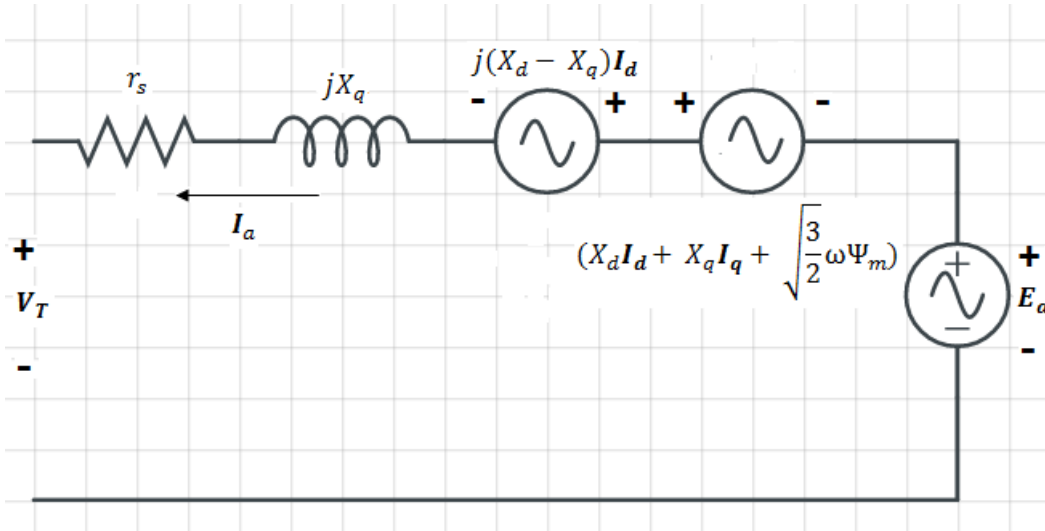 j(X_d − X_q)I_d
r_s
jX_q
- + + -
I_a
(X_d I_d + X_q I_q + √(3/2) ωΨ_m)
+
V_T
-
+
−
+
E_a
-